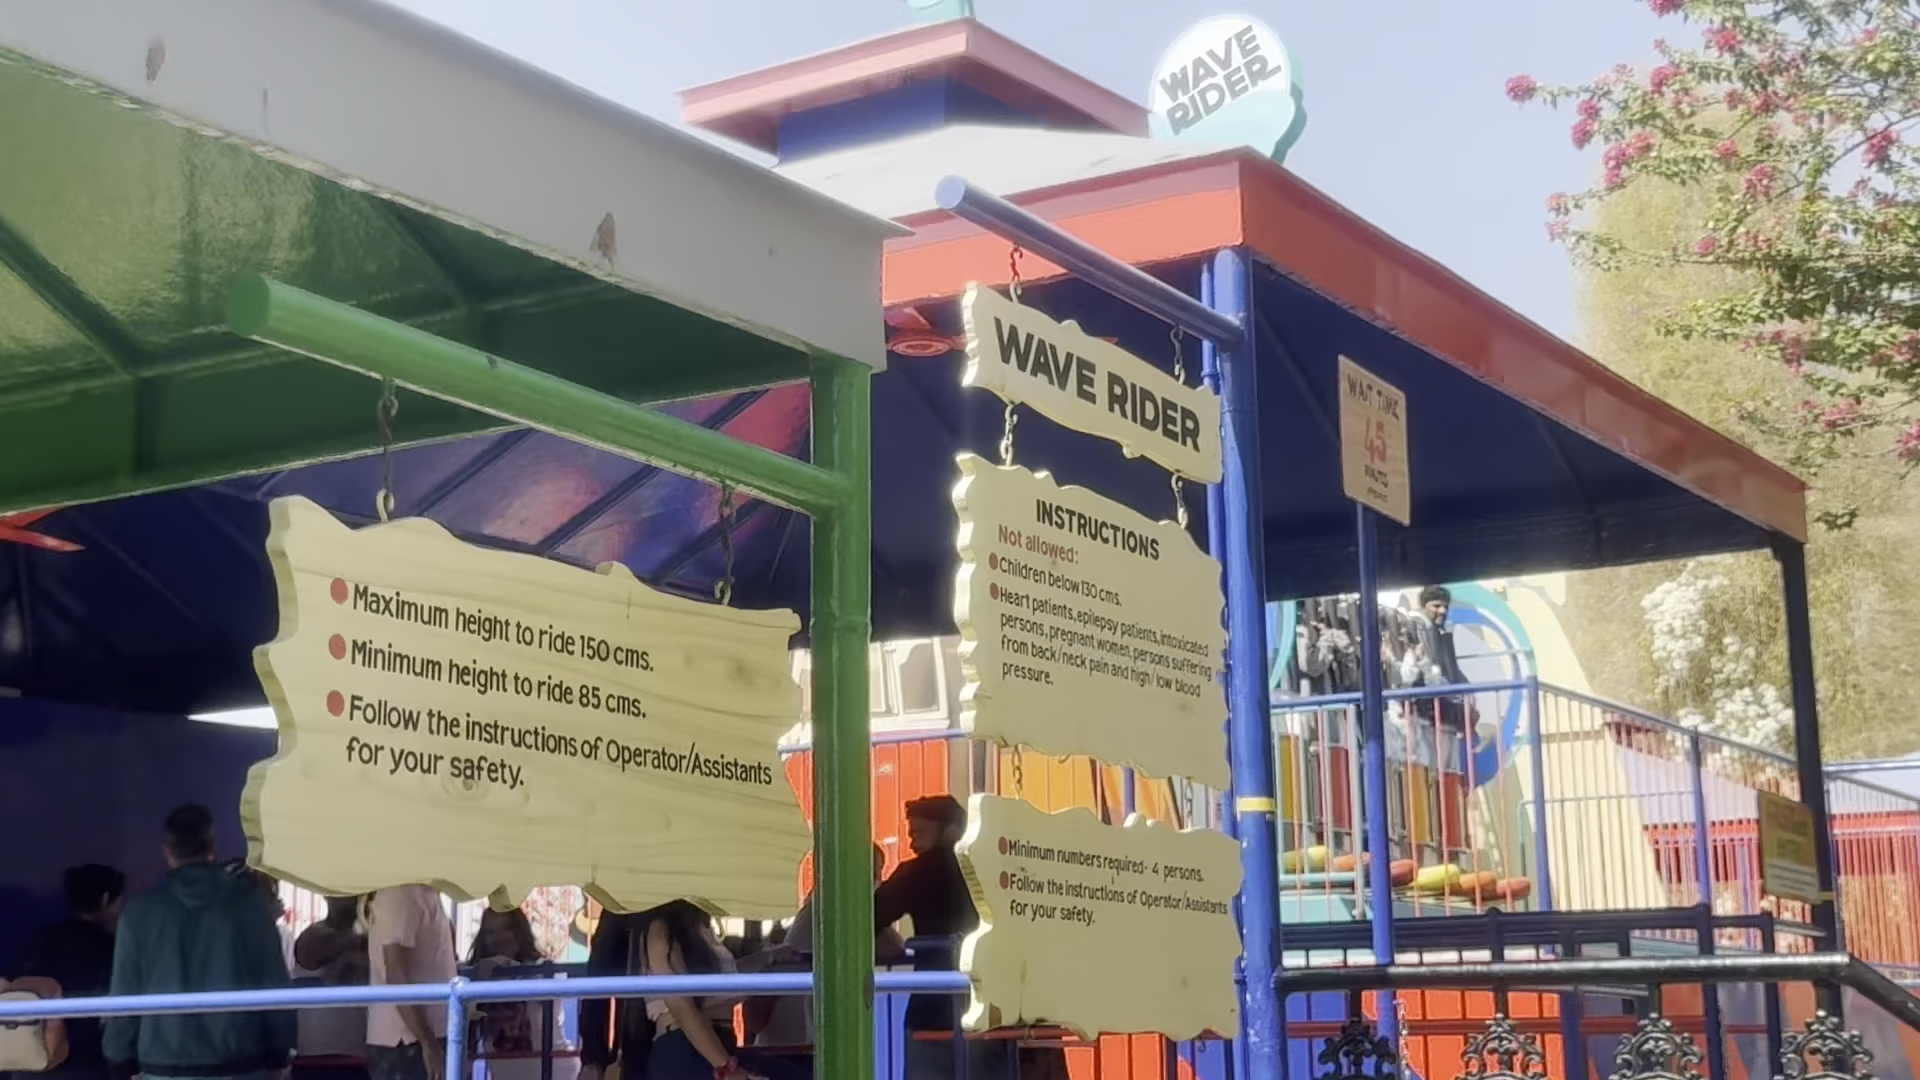 WAVE
RIDER
Maximum height to ride 150 cms.
Minimum height to ride 85 cms.
Follow the instructions of Operator/Assistants
for your safety.
WAVE RIDER
INSTRUCTIONS
Not allowed:
Children below 130 cms.
Heart patients, epilepsy patients, intoxicated
persons, pregnant women, persons suffering
from back/neck pain and high/low blood
pressure.
Minimum numbers required- 4 persons.
Follow the instructions of Operator/Assistants
for your safety.
WAIT TIME
45
MINUTES